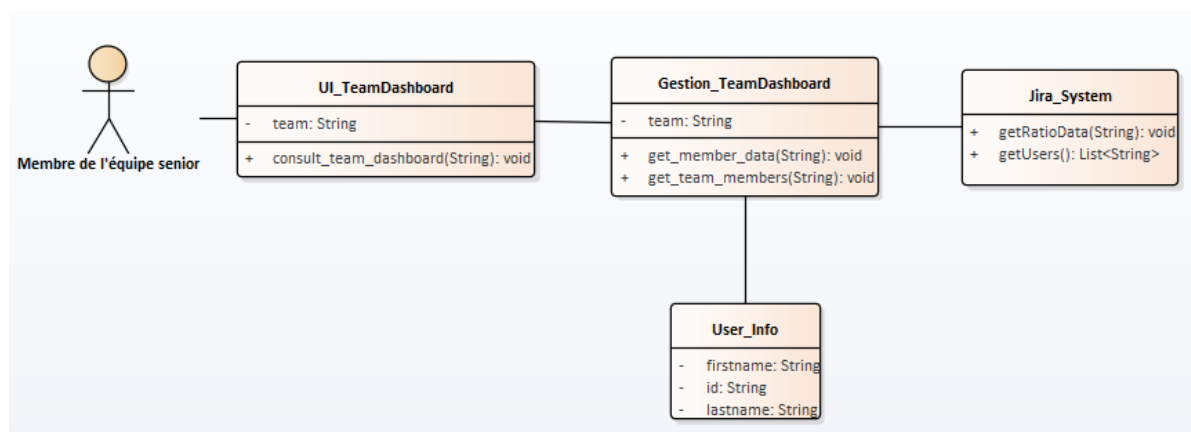 Membre de l'équipe senior
UI_TeamDashboard
- team: String
+ consult_team_dashboard(String): void
Gestion_TeamDashboard
- team: String
+ get_member_data(String): void
+ get_team_members(String): void
Jira_System
+ getRatioData(String): void
+ getUsers(): List<String>
User_Info
- firstname: String
- id: String
- lastname: String